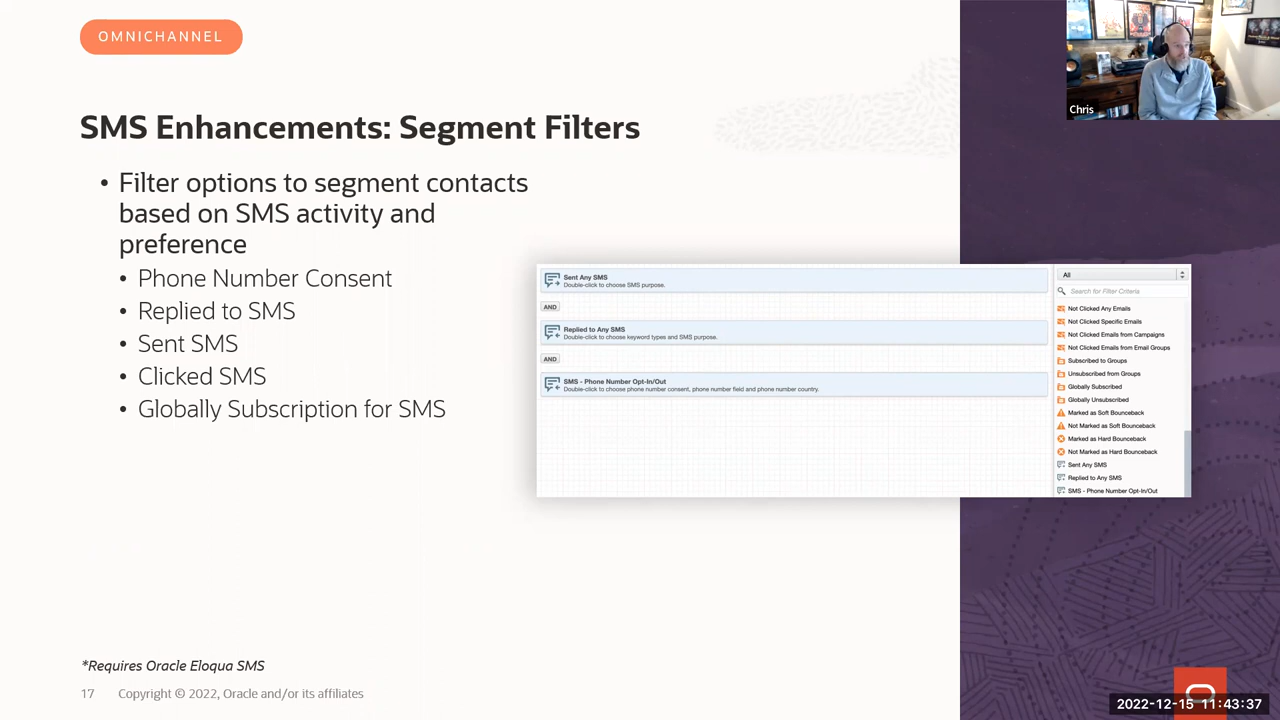 OMNICHANNEL
SMS Enhancements: Segment Filters
• Filter options to segment contacts
based on SMS activity and
preference
• Phone Number Consent
• Replied to SMS
• Sent SMS
• Clicked SMS
• Globally Subscription for SMS
Sent Any SMS
Double-click to choose SMS purpose.
AND
Replied to Any SMS
Double-click to choose keyword types and SMS purpose.
AND
SMS - Phone Number Opt-In/Out
Double-click to choose phone number consent, phone number field and phone number country.
All
Search for Filter Criteria
Not Clicked Any Emails
Not Clicked Specific Emails
Not Clicked Emails from Campaigns
Not Clicked Emails from Email Groups
Subscribed to Groups
Unsubscribed from Groups
Globally Subscribed
Globally Unsubscribed
Marked as Soft Bounceback
Not Marked as Soft Bounceback
Marked as Hard Bounceback
Not Marked as Hard Bounceback
Sent Any SMS
Replied to Any SMS
SMS - Phone Number Opt-In/Out
Chris
*Requires Oracle Eloqua SMS
17 Copyright © 2022, Oracle and/or its affiliates
2022-12-15 11:43:37